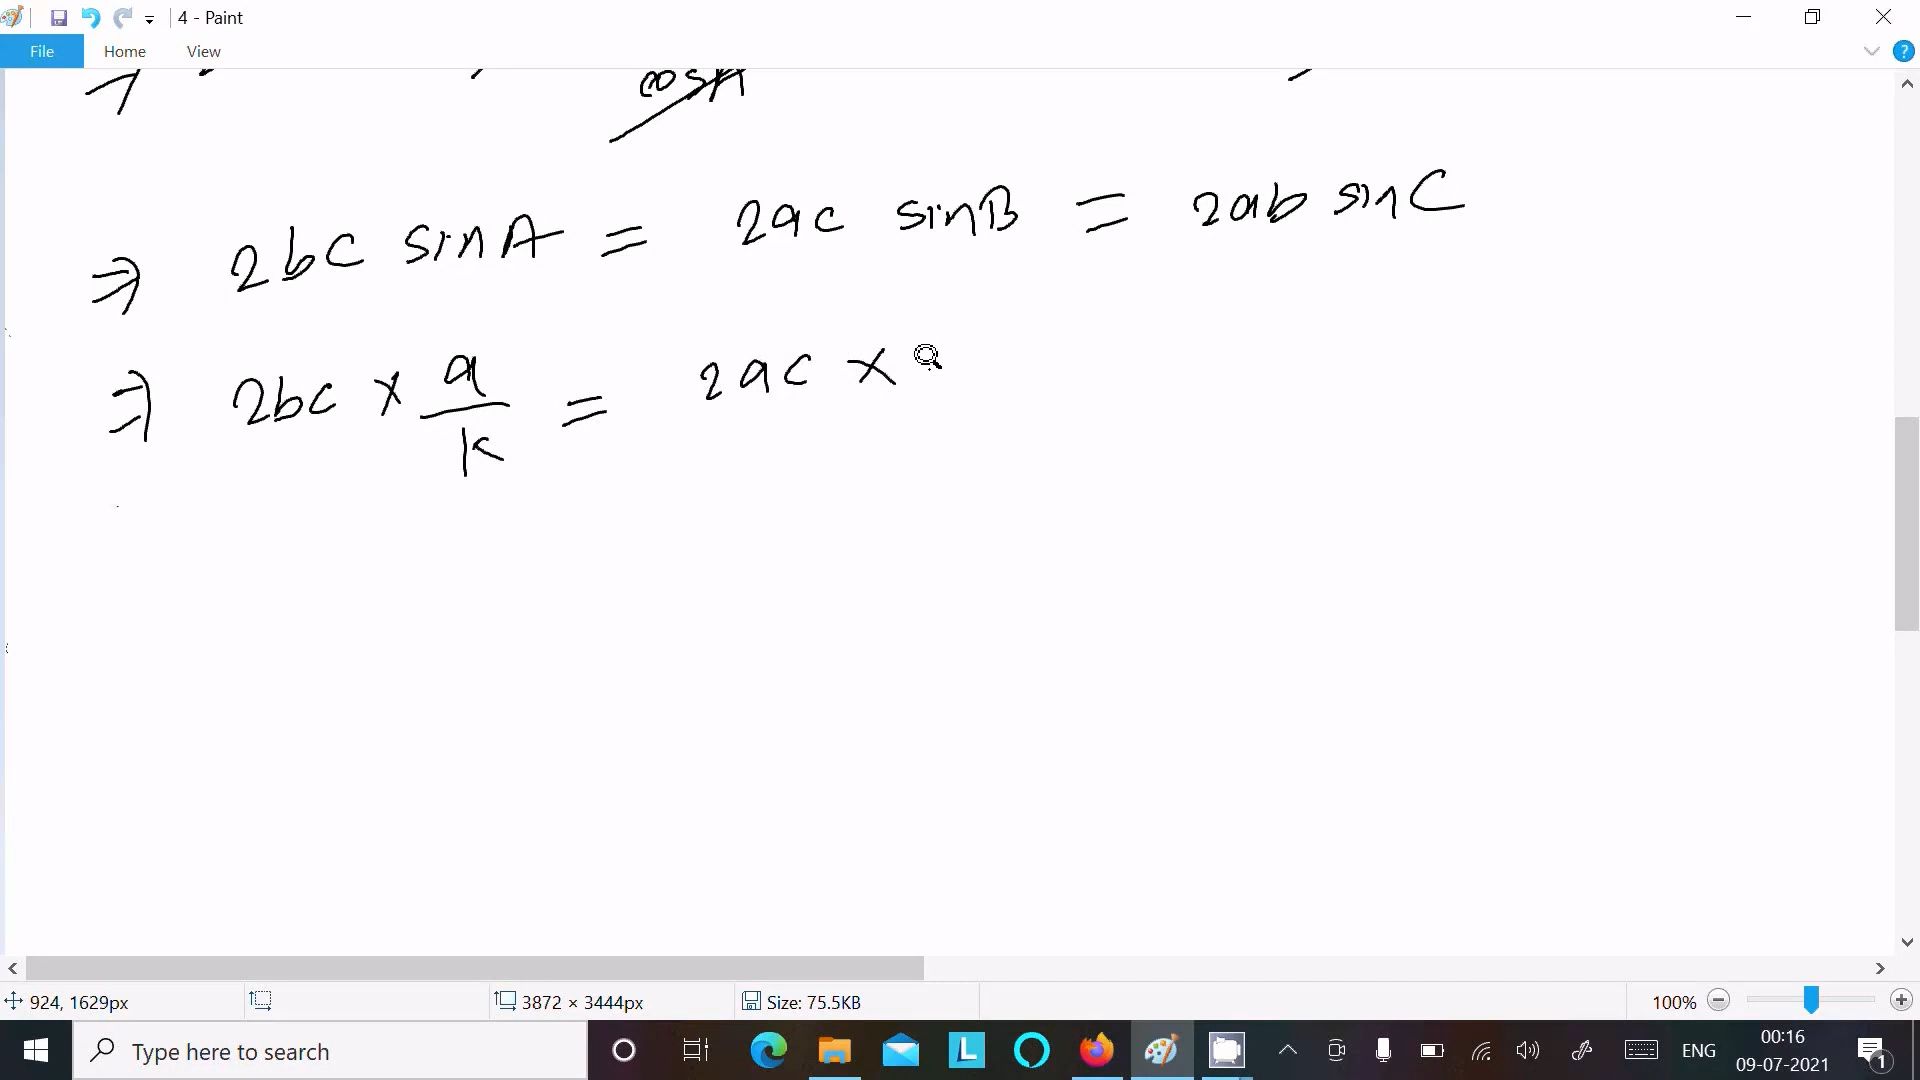 4 - Paint
File Home View
cosA
⇒ 2bc sinA = 2ac sinB = 2ab sinC
⇒ 2bc × a/k = 2ac ×
924, 1629px 3872 × 3444px Size: 75.5KB 100%
Type here to search
L
ENG
00:16
09-07-2021
1